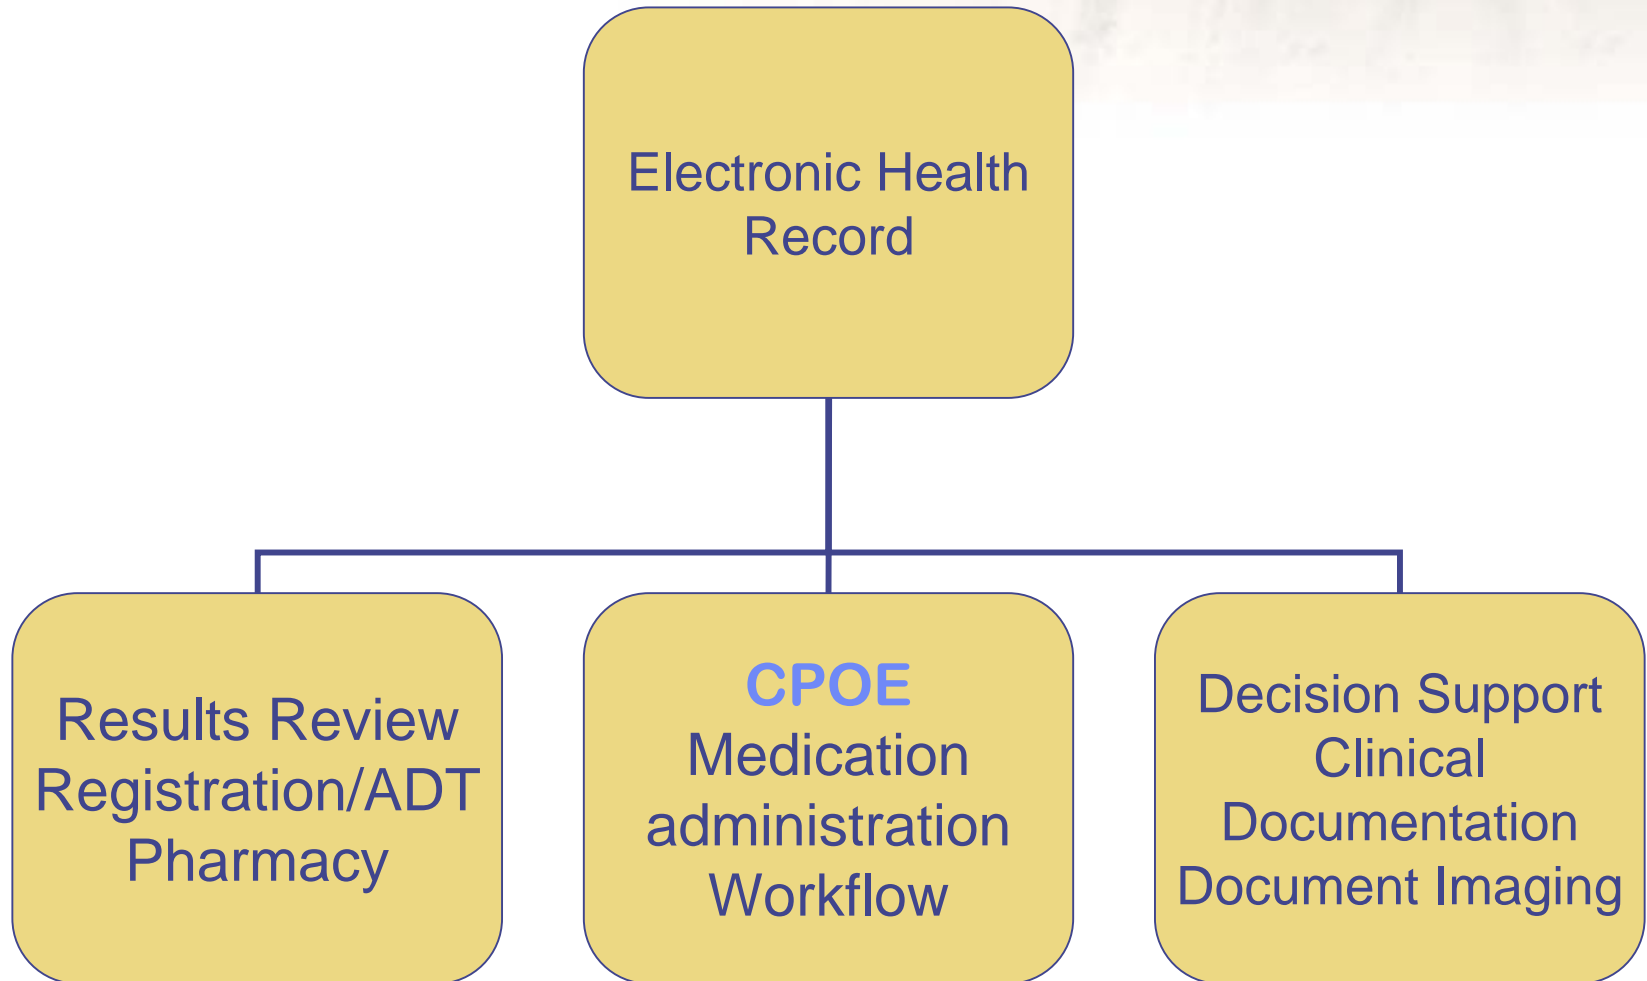 Electronic Health
Record
Results Review
Registration/ADT
Pharmacy
CPOE
Medication
administration
Workflow
Decision Support
Clinical
Documentation
Document Imaging